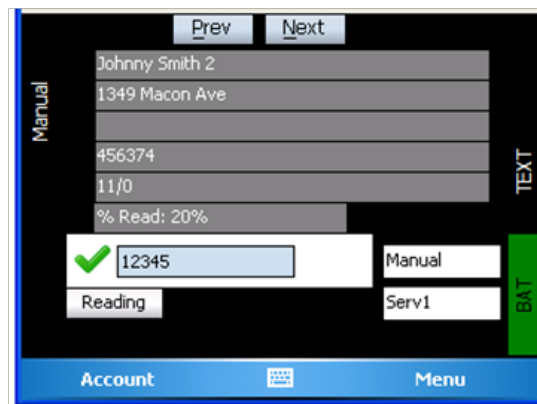 Prev Next
Manual
Johnny Smith 2
1349 Macon Ave
456374
11/0
% Read: 20%
TEXT
12345
Manual
Reading
Serv1
BAT
Account Menu